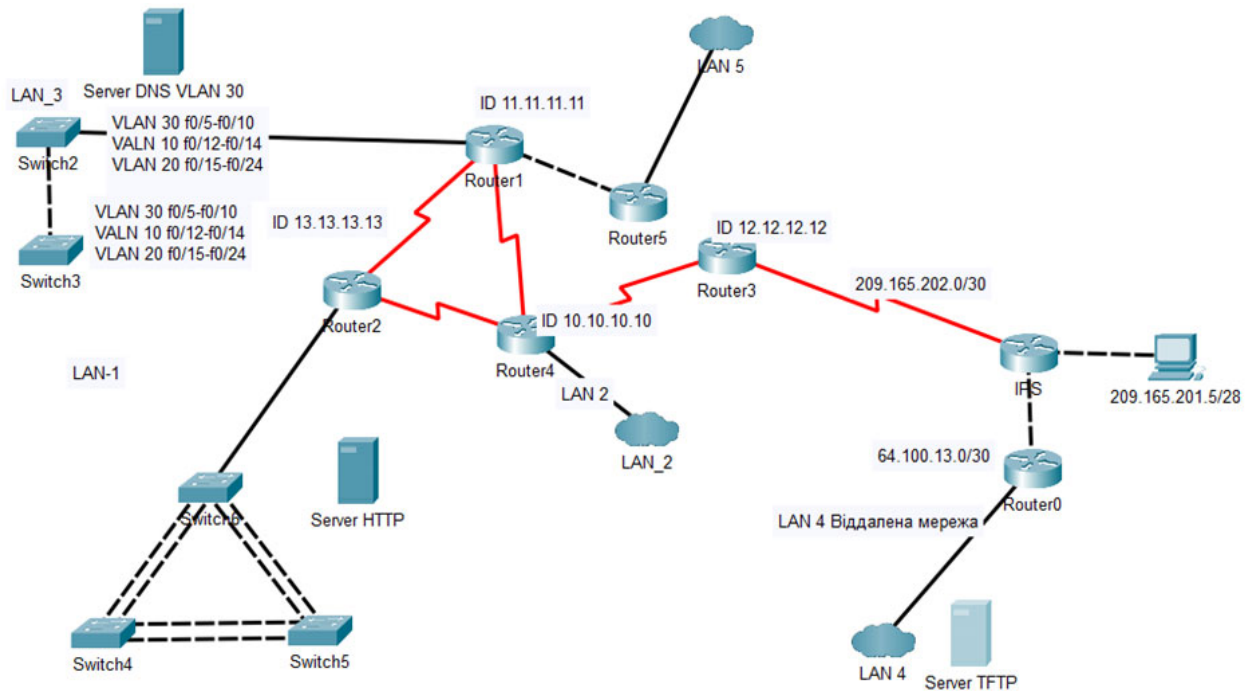 LAN 5
Server DNS VLAN 30
LAN_3
ID 11.11.11.11
VLAN 30 f0/5-f0/10
VALN 10 f0/12-f0/14
VLAN 20 f0/15-f0/24
Switch2
Router1
VLAN 30 f0/5-f0/10
VALN 10 f0/12-f0/14
VLAN 20 f0/15-f0/24
Switch3
ID 13.13.13.13
Router5
ID 12.12.12.12
Router3
209.165.202.0/30
Router2
ID 10.10.10.10
Router4
LAN-1
LAN 2
IPS
209.165.201.5/28
LAN_2
64.100.13.0/30
Router0
Switch6
Server HTTP
LAN 4 Віддалена мережа
Switch4
Switch5
LAN 4
Server TFTP